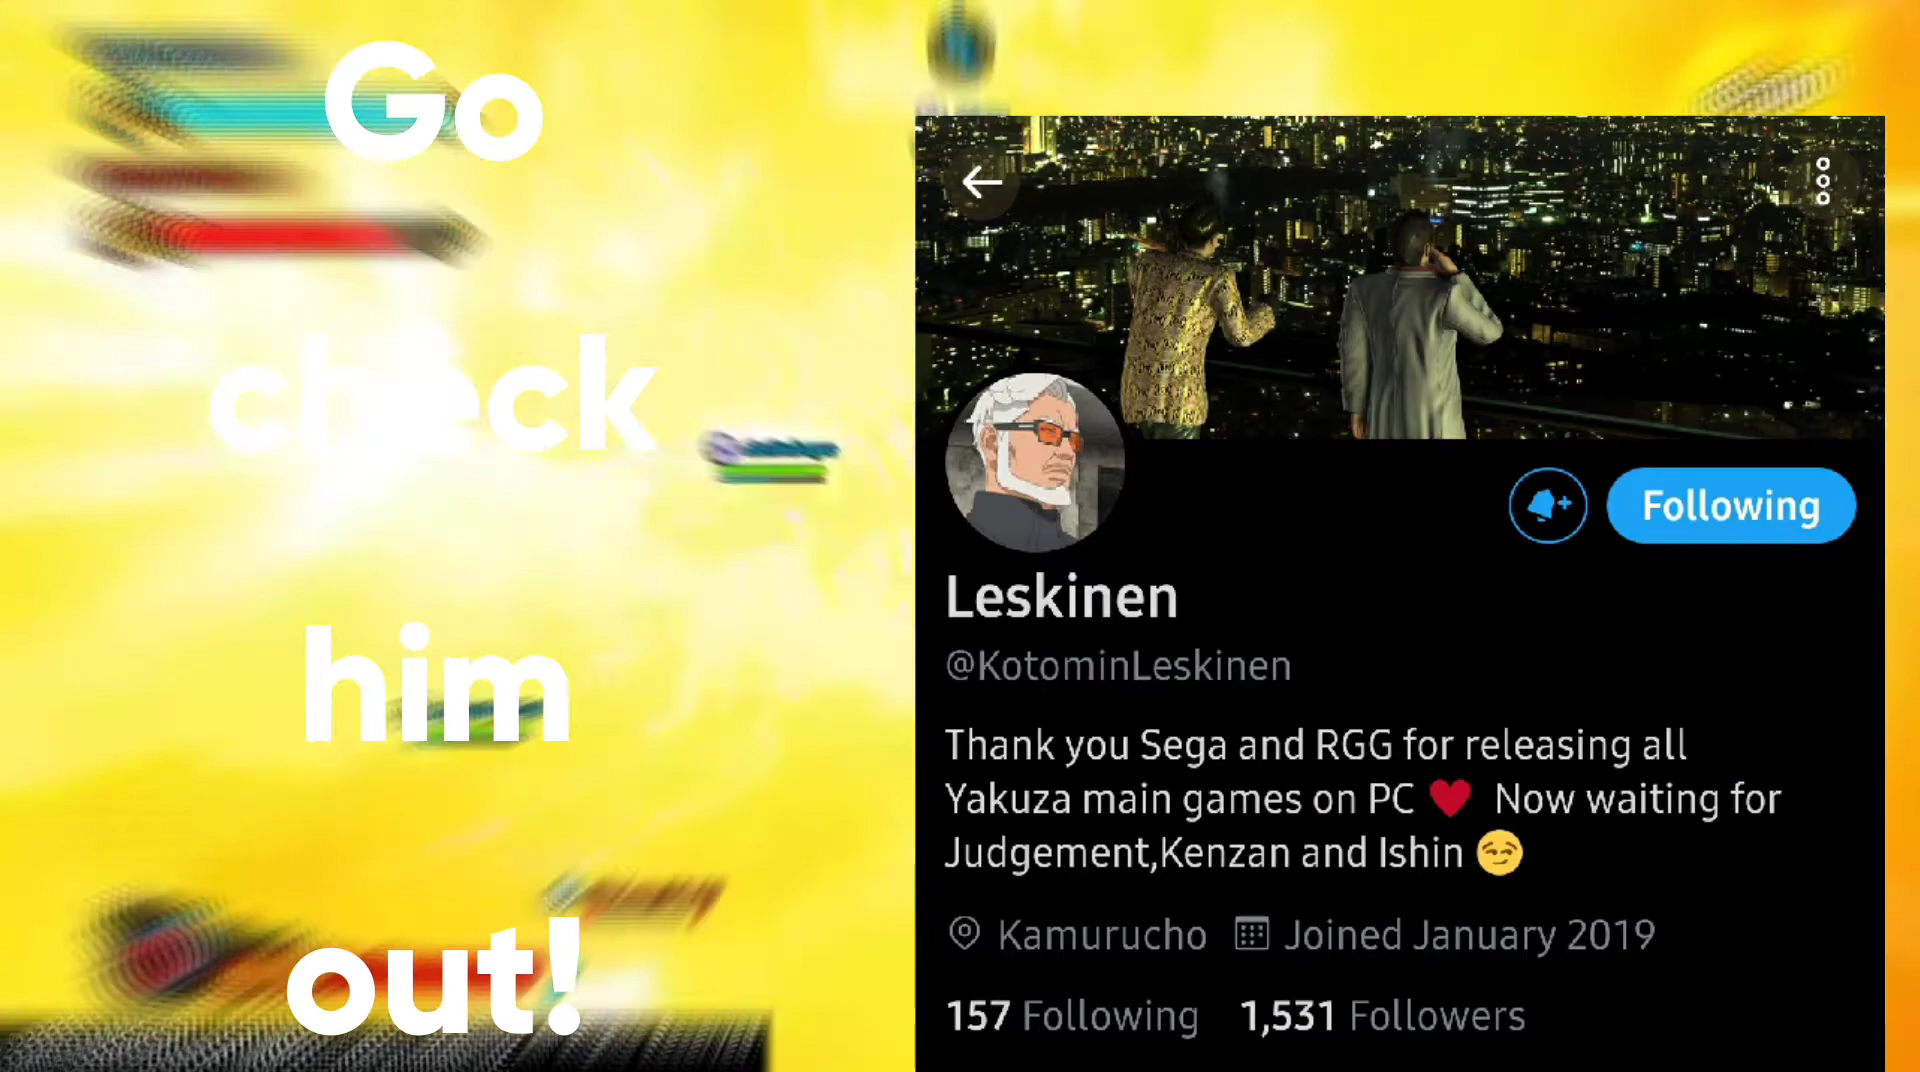 Go
check
him
out!
Following
Leskinen
@KotominLeskinen
Thank you Sega and RGG for releasing all
Yakuza main games on PC ❤️ Now waiting for
Judgement,Kenzan and Ishin 😏
Kamurucho Joined January 2019
157 Following 1,531 Followers